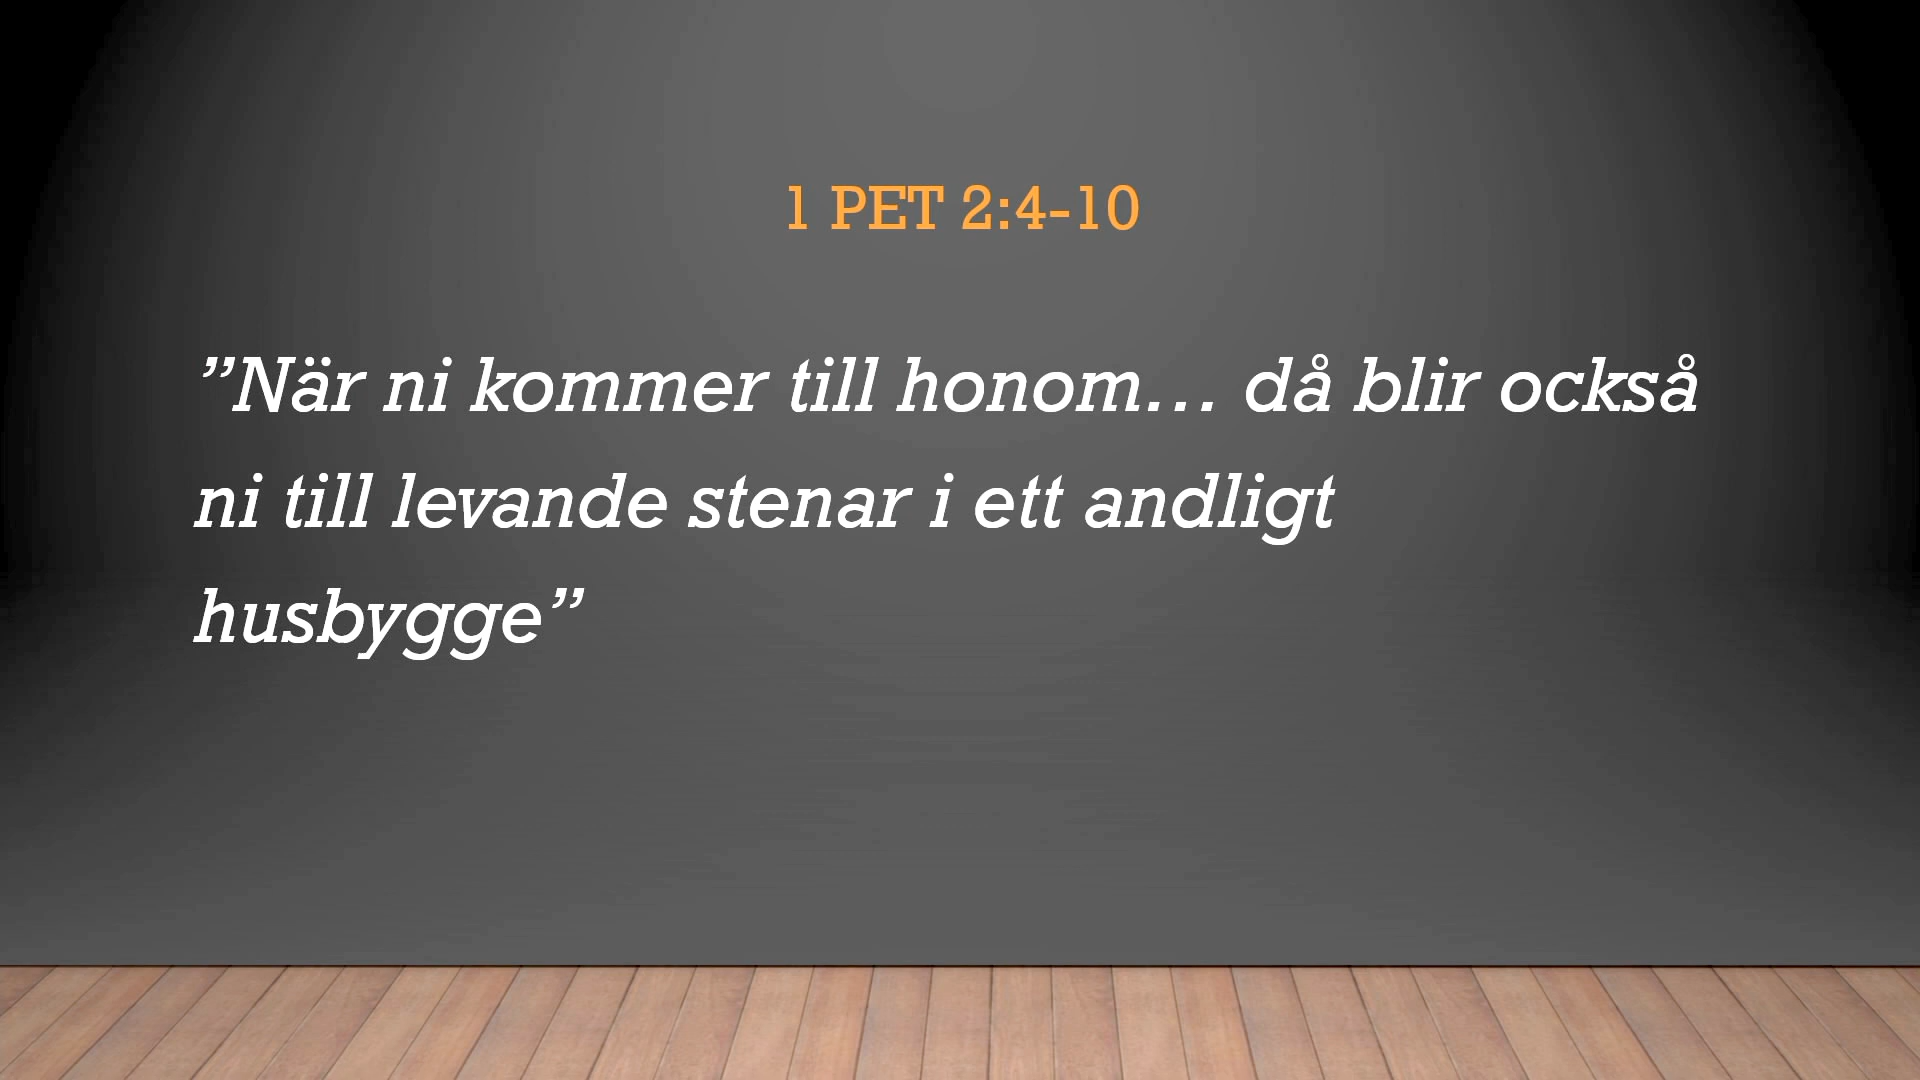 1 PET 2:4-10
”När ni kommer till honom… då blir också
ni till levande stenar i ett andligt
husbygge”